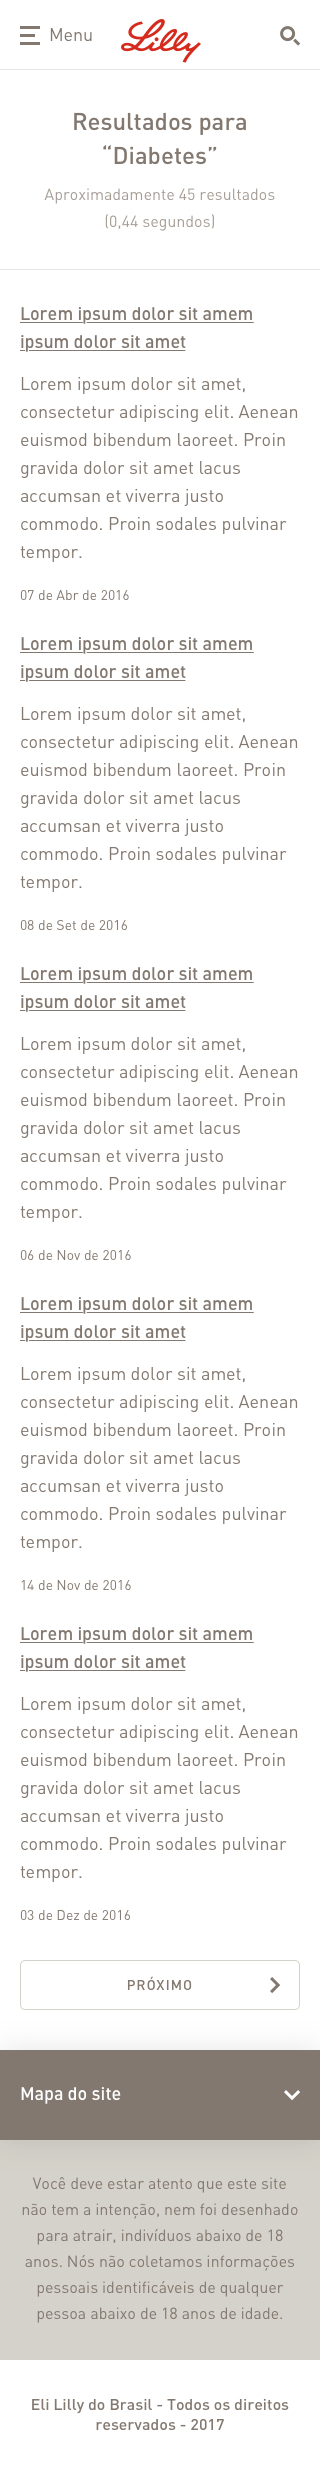 Menu
Lilly
Resultados para
“Diabetes”
Aproximadamente 45 resultados
(0,44 segundos)
Lorem ipsum dolor sit amem
ipsum dolor sit amet
Lorem ipsum dolor sit amet,
consectetur adipiscing elit. Aenean
euismod bibendum laoreet. Proin
gravida dolor sit amet lacus
accumsan et viverra justo
commodo. Proin sodales pulvinar
tempor.
07 de Abr de 2016
Lorem ipsum dolor sit amem
ipsum dolor sit amet
Lorem ipsum dolor sit amet,
consectetur adipiscing elit. Aenean
euismod bibendum laoreet. Proin
gravida dolor sit amet lacus
accumsan et viverra justo
commodo. Proin sodales pulvinar
tempor.
08 de Set de 2016
Lorem ipsum dolor sit amem
ipsum dolor sit amet
Lorem ipsum dolor sit amet,
consectetur adipiscing elit. Aenean
euismod bibendum laoreet. Proin
gravida dolor sit amet lacus
accumsan et viverra justo
commodo. Proin sodales pulvinar
tempor.
06 de Nov de 2016
Lorem ipsum dolor sit amem
ipsum dolor sit amet
Lorem ipsum dolor sit amet,
consectetur adipiscing elit. Aenean
euismod bibendum laoreet. Proin
gravida dolor sit amet lacus
accumsan et viverra justo
commodo. Proin sodales pulvinar
tempor.
14 de Nov de 2016
Lorem ipsum dolor sit amem
ipsum dolor sit amet
Lorem ipsum dolor sit amet,
consectetur adipiscing elit. Aenean
euismod bibendum laoreet. Proin
gravida dolor sit amet lacus
accumsan et viverra justo
commodo. Proin sodales pulvinar
tempor.
03 de Dez de 2016
PRÓXIMO
Mapa do site
Você deve estar atento que este site
não tem a intenção, nem foi desenhado
para atrair, indivíduos abaixo de 18
anos. Nós não coletamos informações
pessoais identificáveis de qualquer
pessoa abaixo de 18 anos de idade.
Eli Lilly do Brasil - Todos os direitos
reservados - 2017